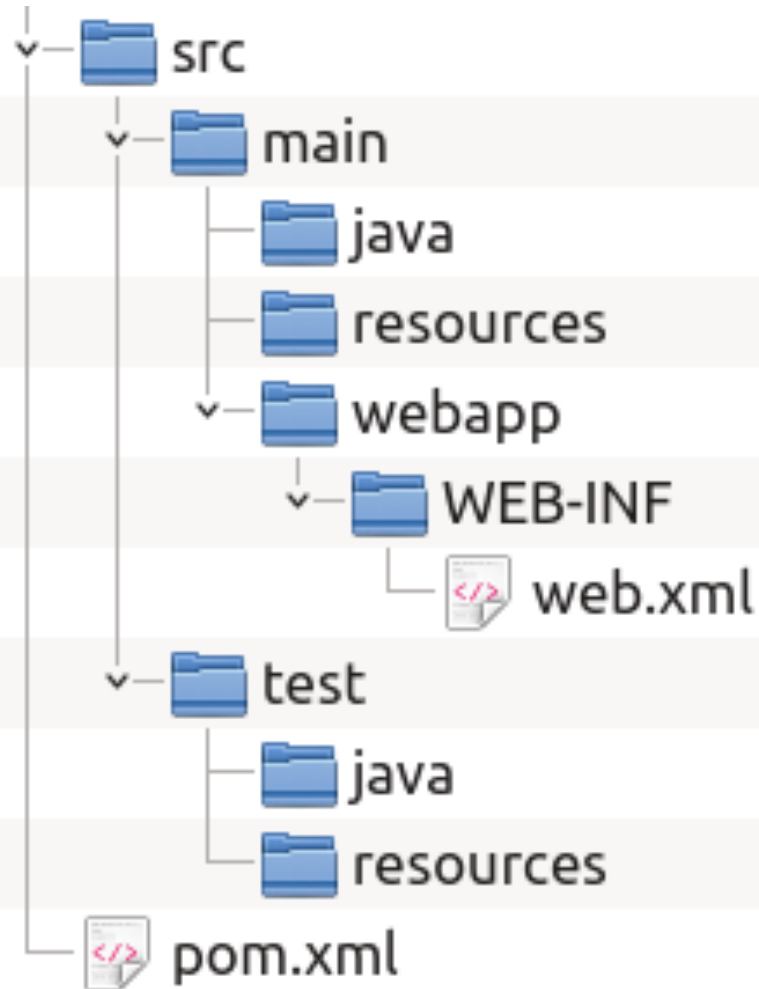 src
main
java
resources
webapp
WEB-INF
web.xml
test
java
resources
pom.xml